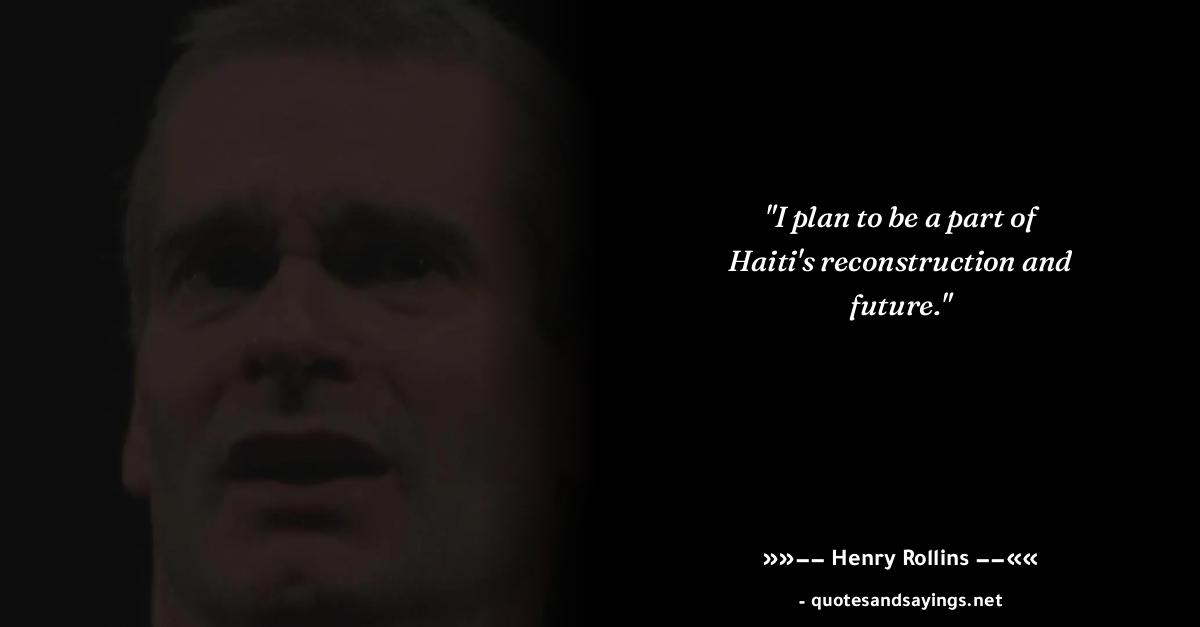 "I plan to be a part of
Haiti's reconstruction and
future."
»»−− Henry Rollins −−««
- quotesandsayings.net